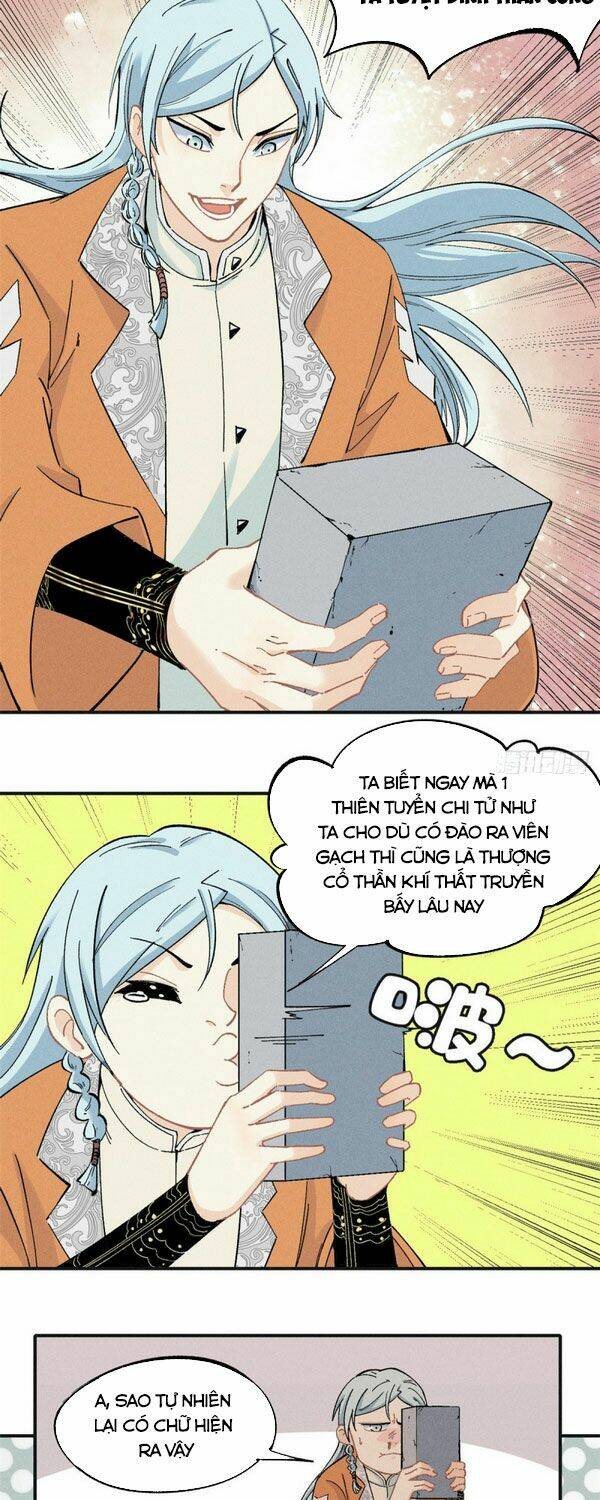 TA BIẾT NGAY MÀ 1
THIÊN TUYỂN CHI TỬ NHƯ
TA CHO DÙ CÓ ĐÀO RA VIÊN
GẠCH THÌ CŨNG LÀ THƯỢNG
CỔ THẦN KHÍ THẤT TRUYỀN
BẤY LÂU NAY
啵~
A, SAO TỰ NHIÊN
LẠI CÓ CHỮ HIỆN
RA VẬY